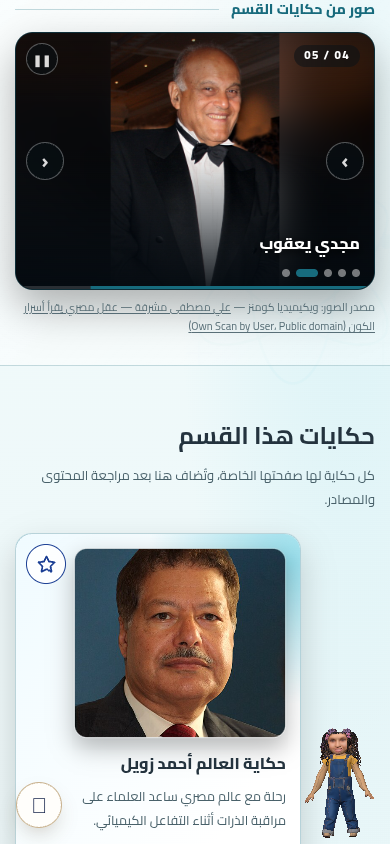 صور من حكايات القسم
05 / 04
مجدي يعقوب
مصدر الصور: ويكيميديا كومنز — علي مصطفى مشرفة — عقل مصري يقرأ أسرار
الكون (Own Scan by User، Public domain)
حكايات هذا القسم
كل حكاية لها صفحتها الخاصة، وتُضاف هنا بعد مراجعة المحتوى
والمصادر.
حكاية العالم أحمد زويل
رحلة مع عالم مصري ساعد العلماء على
مراقبة الذرات أثناء التفاعل الكيميائي.